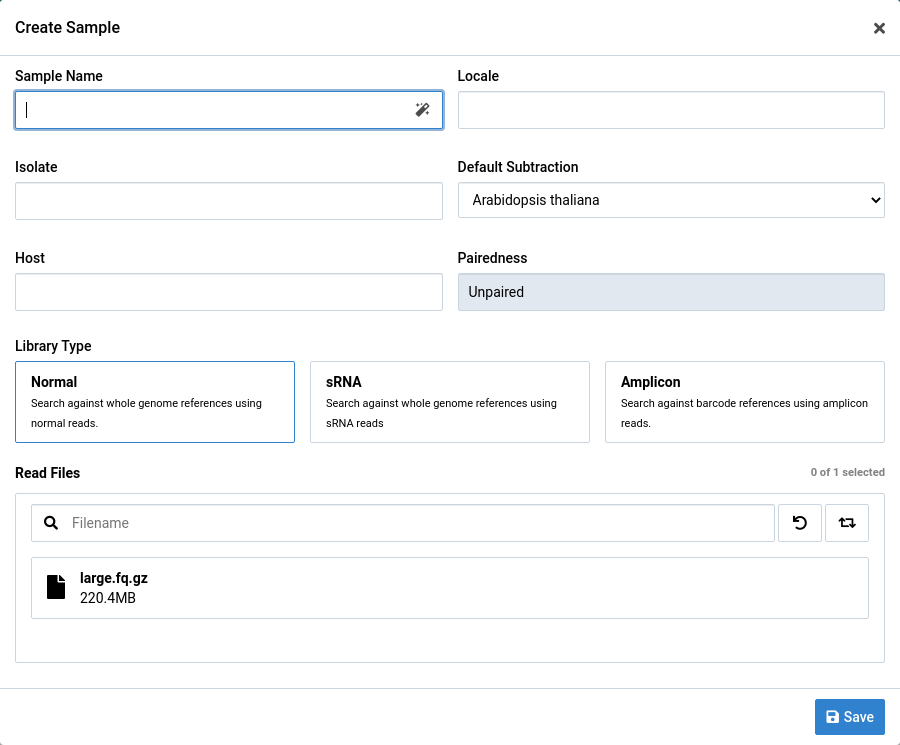 Create Sample
Sample Name
Locale
Isolate
Default Subtraction
Arabidopsis thaliana
Host
Pairedness
Unpaired
Library Type
Normal
Search against whole genome references using
normal reads.
sRNA
Search against whole genome references using
sRNA reads
Amplicon
Search against barcode references using amplicon
reads.
Read Files
0 of 1 selected
Filename
large.fq.gz
220.4MB
Save